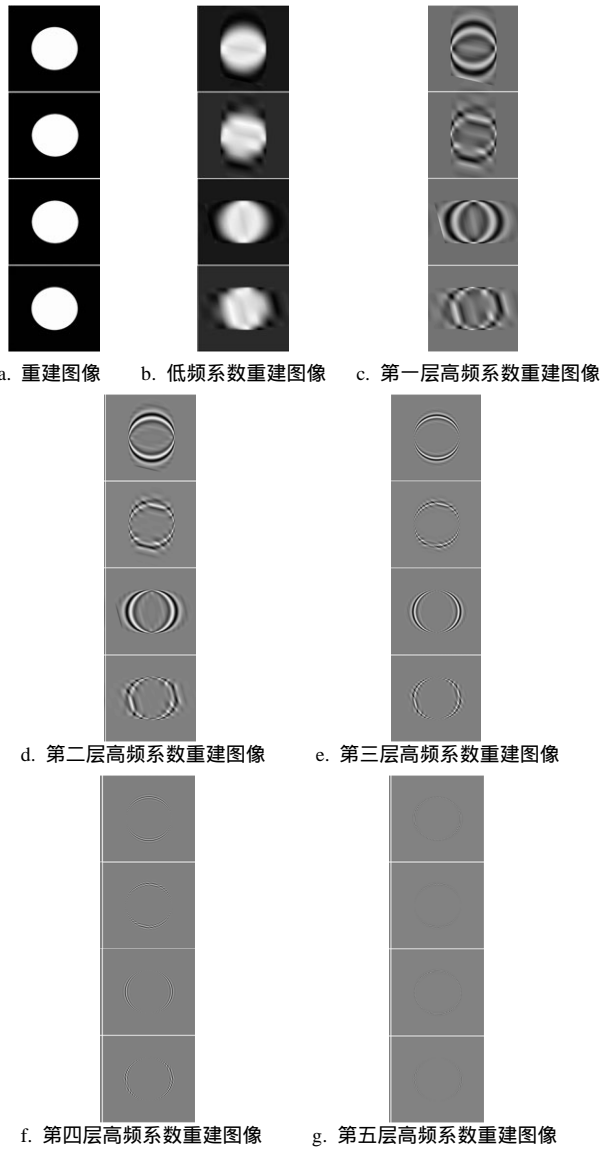 a. 重建图像 b. 低频系数重建图像 c. 第一层高频系数重建图像
d. 第二层高频系数重建图像 e. 第三层高频系数重建图像
f. 第四层高频系数重建图像 g. 第五层高频系数重建图像